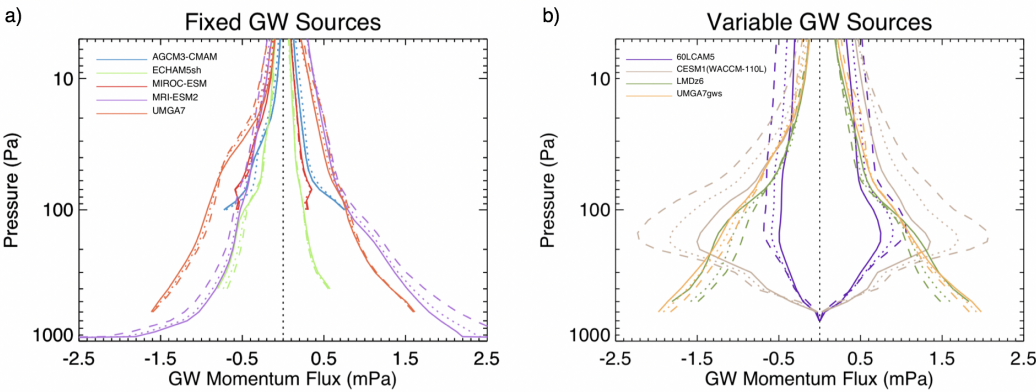 a)
Fixed GW Sources
AGCM3-CMAM
ECHAM5sh
MIROC-ESM
MRI-ESM2
UMGA7
10
100
1000
Pressure (Pa)
-2.5 -1.5 -0.5 0.5 1.5 2.5
GW Momentum Flux (mPa)
b)
Variable GW Sources
60LCAM5
CESM1(WACCM-110L)
LMDz6
UMGA7gws
10
100
1000
Pressure (Pa)
-2.5 -1.5 -0.5 0.5 1.5 2.5
GW Momentum Flux (mPa)